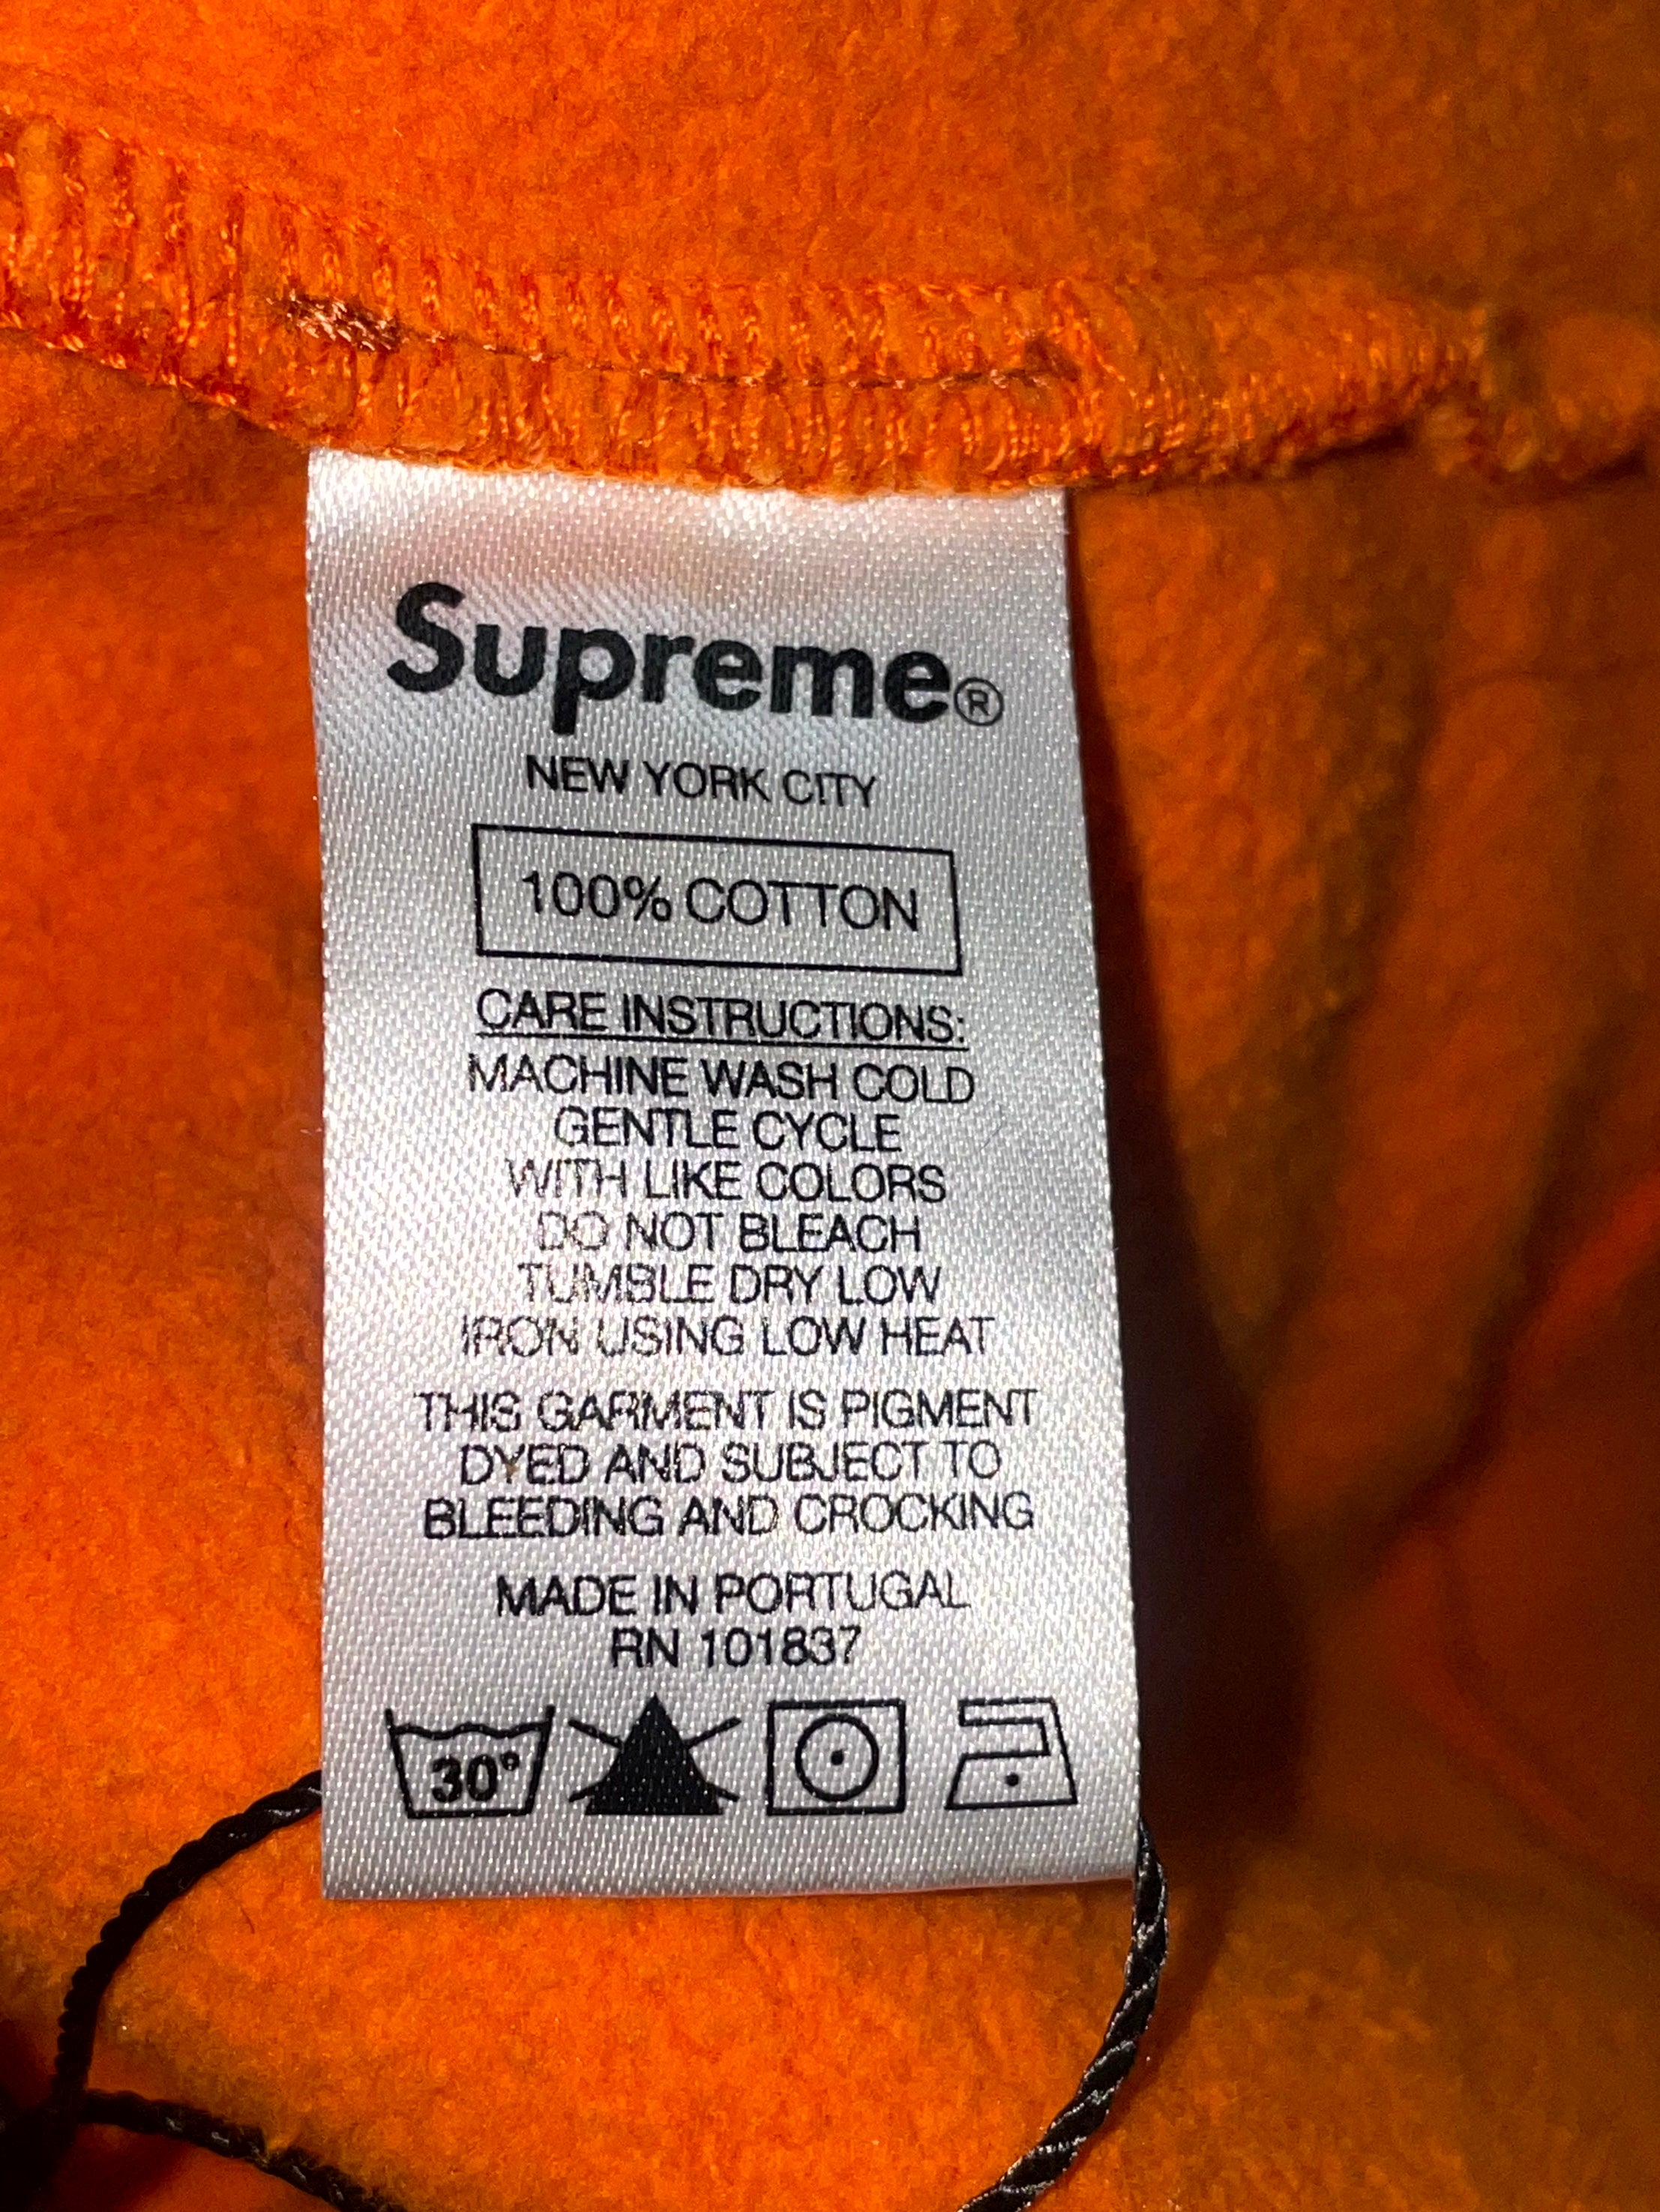 Supreme®
NEW YORK CITY
100% COTTON
CARE INSTRUCTIONS:
MACHINE WASH COLD
GENTLE CYCLE
WITH LIKE COLORS
DO NOT BLEACH
TUMBLE DRY LOW
IRON USING LOW HEAT
THIS GARMENT IS PIGMENT
DYED AND SUBJECT TO
BLEEDING AND CROCKING
MADE IN PORTUGAL
RN 101837
30°